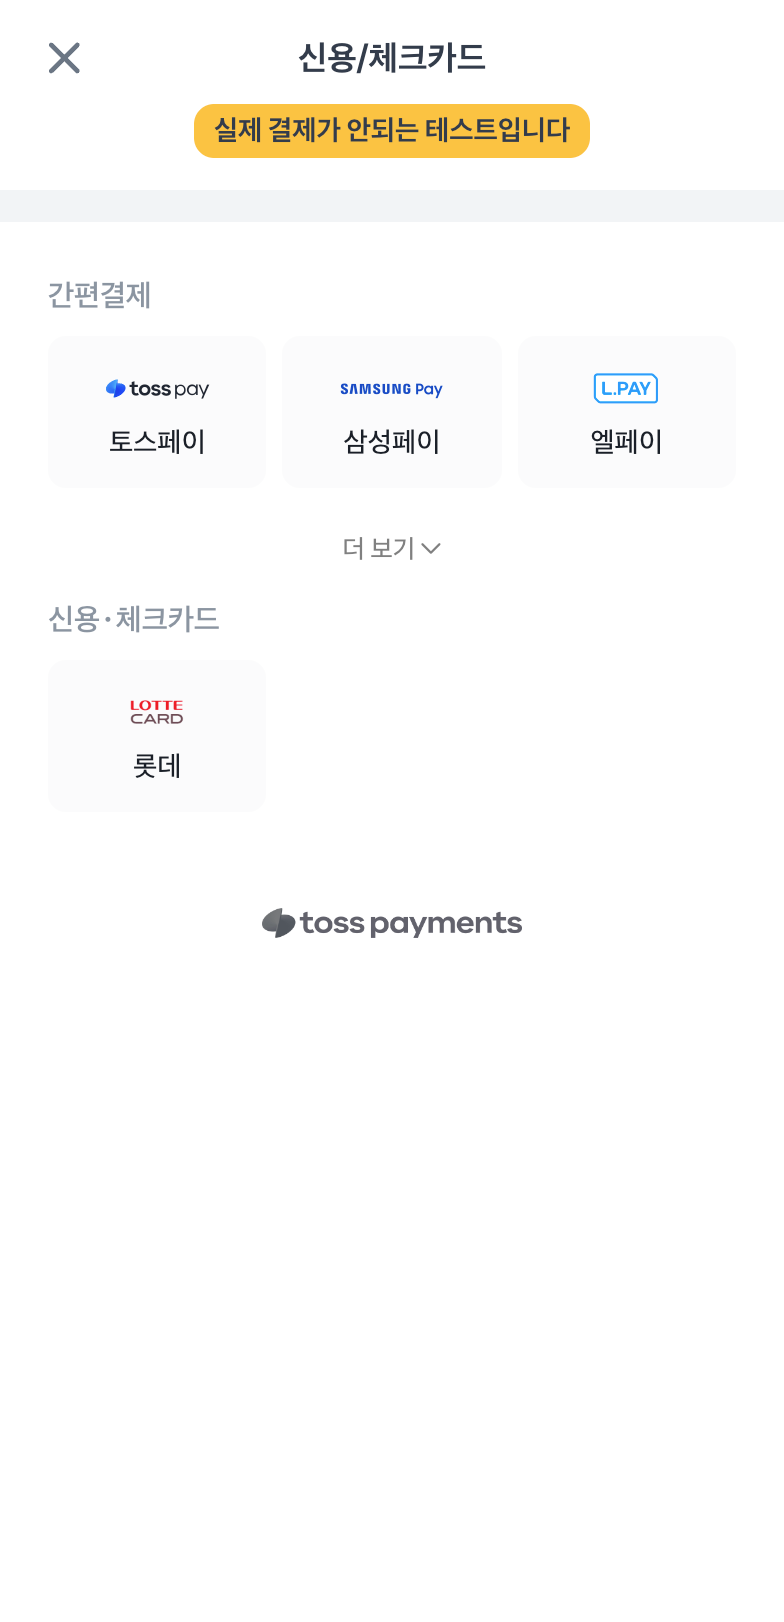 신용/체크카드
실제 결제가 안되는 테스트입니다
간편결제
toss pay
SAMSUNG Pay
L.PAY
토스페이
삼성페이
엘페이
더 보기
신용·체크카드
LOTTE
CARD
롯데
toss payments